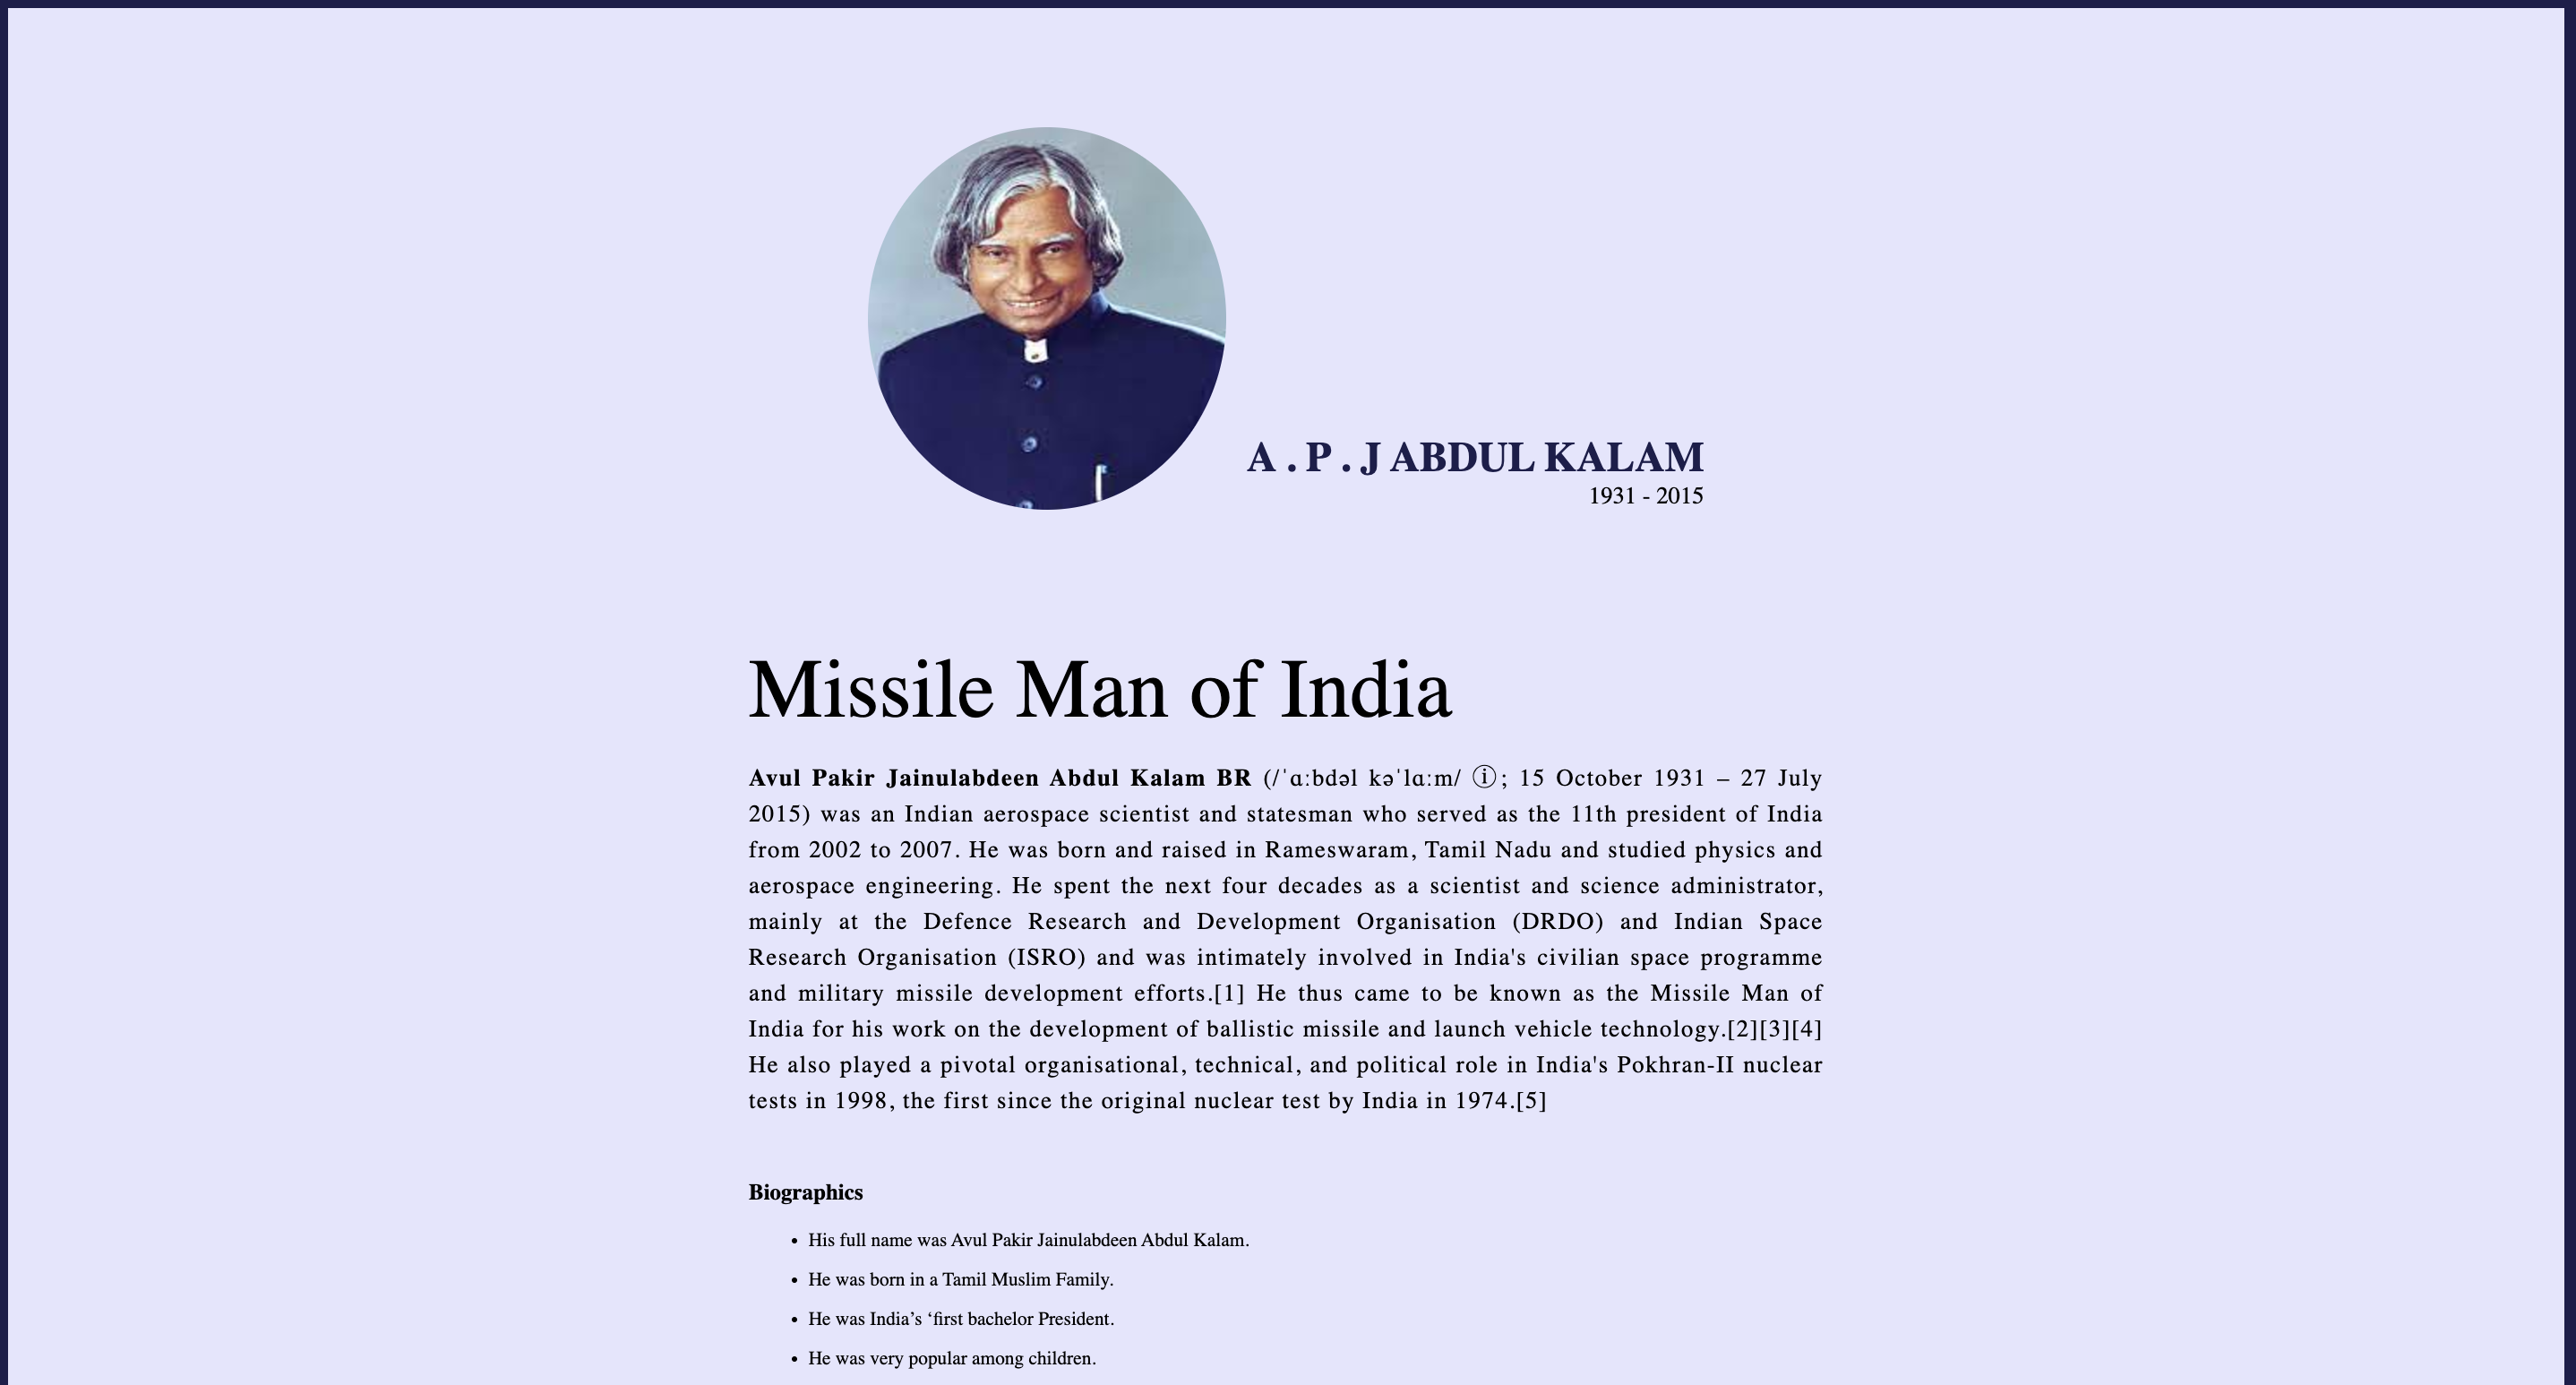 A . P . J ABDUL KALAM
1931 - 2015
Missile Man of India
Avul Pakir Jainulabdeen Abdul Kalam BR (/ˈɑːbdəl kəˈlɑːm/ ⓘ; 15 October 1931 – 27 July
2015) was an Indian aerospace scientist and statesman who served as the 11th president of India
from 2002 to 2007. He was born and raised in Rameswaram, Tamil Nadu and studied physics and
aerospace engineering. He spent the next four decades as a scientist and science administrator,
mainly at the Defence Research and Development Organisation (DRDO) and Indian Space
Research Organisation (ISRO) and was intimately involved in India's civilian space programme
and military missile development efforts.[1] He thus came to be known as the Missile Man of
India for his work on the development of ballistic missile and launch vehicle technology.[2][3][4]
He also played a pivotal organisational, technical, and political role in India's Pokhran-II nuclear
tests in 1998, the first since the original nuclear test by India in 1974.[5]
Biographics
• His full name was Avul Pakir Jainulabdeen Abdul Kalam.
• He was born in a Tamil Muslim Family.
• He was India’s ‘first bachelor President.
• He was very popular among children.